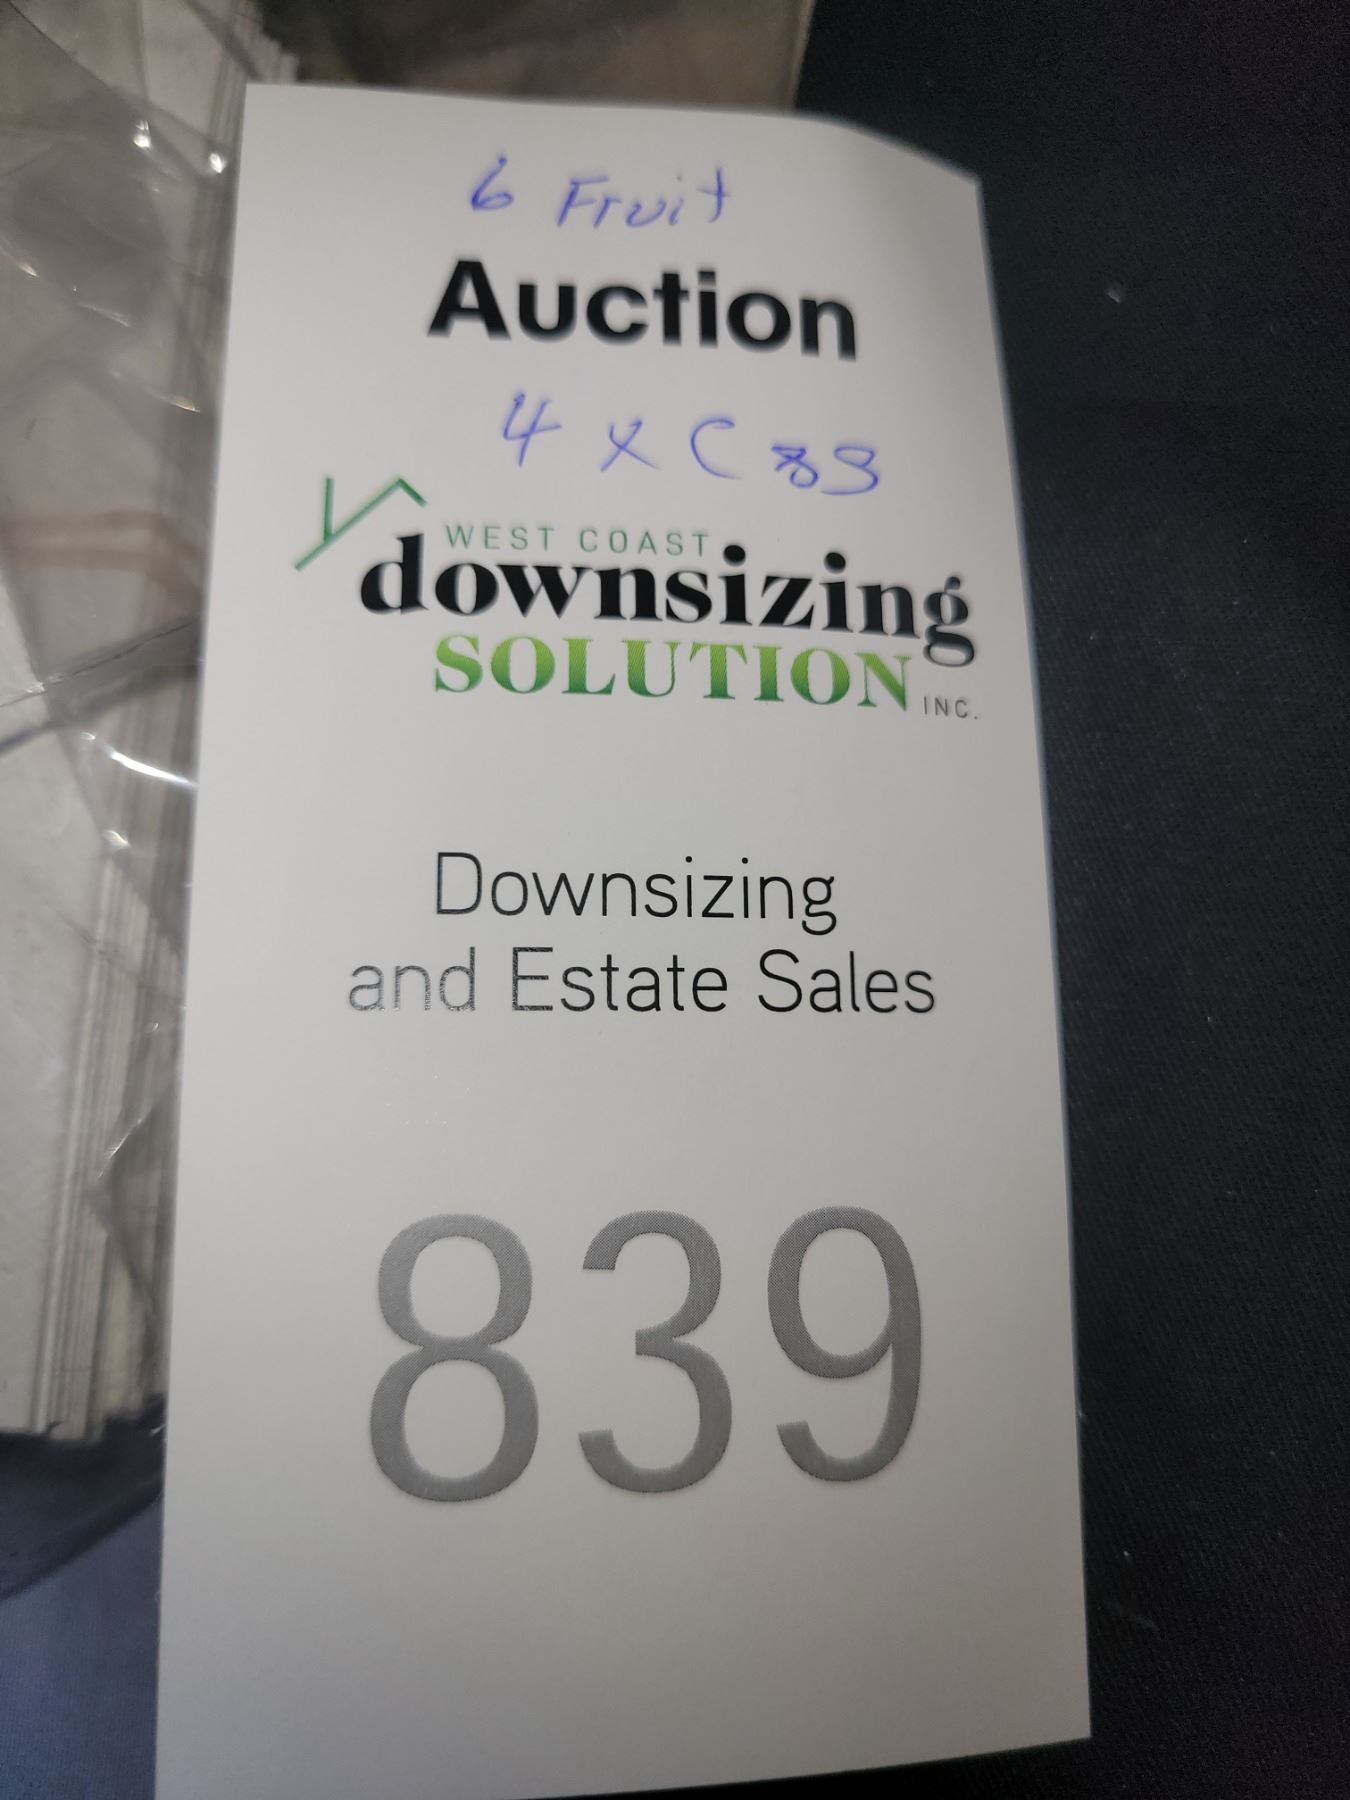 6 Fruit
Auction
4 x C 83
WEST COAST
downsizing
SOLUTION INC.
Downsizing
and Estate Sales
839